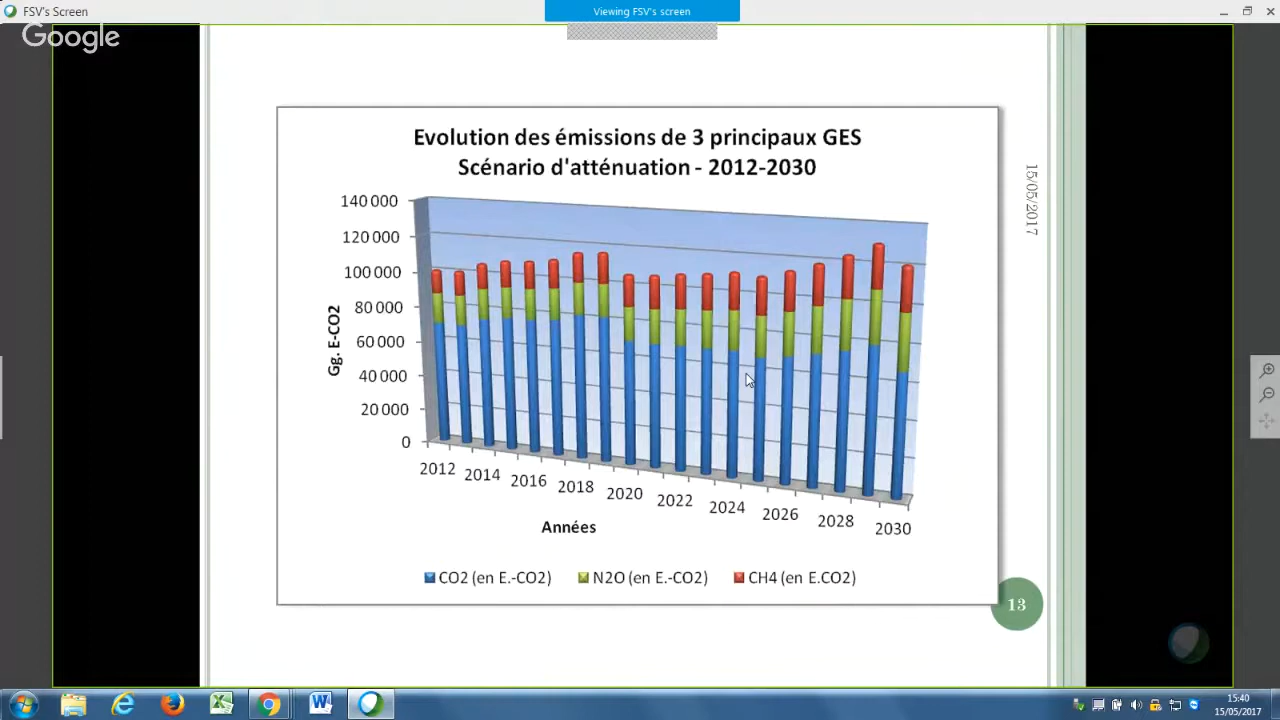 FSV's Screen
Viewing FSV's screen
Google
Evolution des émissions de 3 principaux GES
Scénario d'atténuation - 2012-2030
15/05/2017
140 000
120 000
100 000
80 000
60 000
40 000
20 000
0
Gg. E-CO2
2012
2014
2016
2018
2020
2022
2024
2026
2028
2030
Années
CO2 (en E.-CO2)
N2O (en E.-CO2)
CH4 (en E.CO2)
13
15:40
15/05/2017